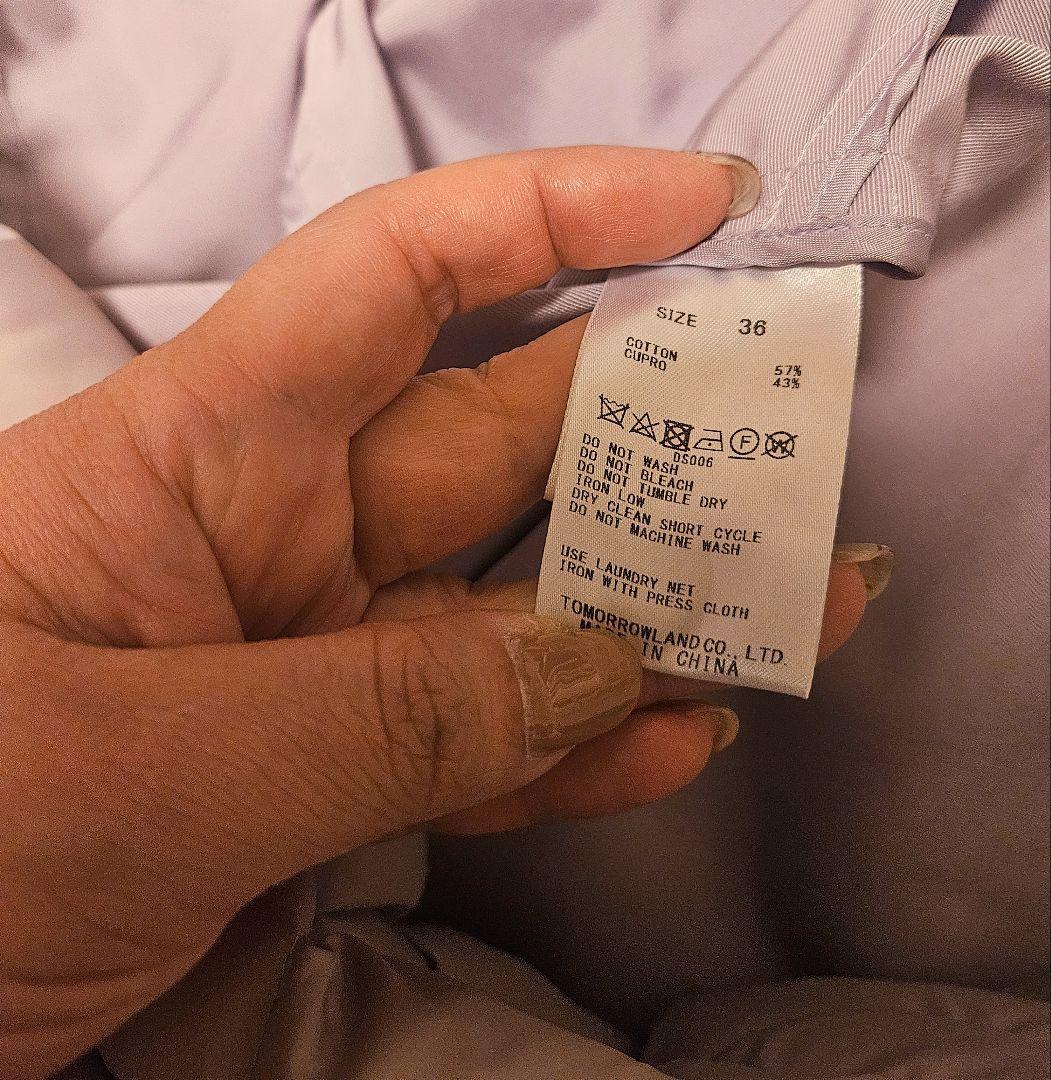 SIZE 36
COTTON 57%
CUPRO 43%
F W
DS006
DO NOT WASH
DO NOT BLEACH
DO NOT TUMBLE DRY
IRON LOW
DRY CLEAN SHORT CYCLE
DO NOT MACHINE WASH
USE LAUNDRY NET
IRON WITH PRESS CLOTH
TOMORROWLAND CO., LTD.
IN CHINA